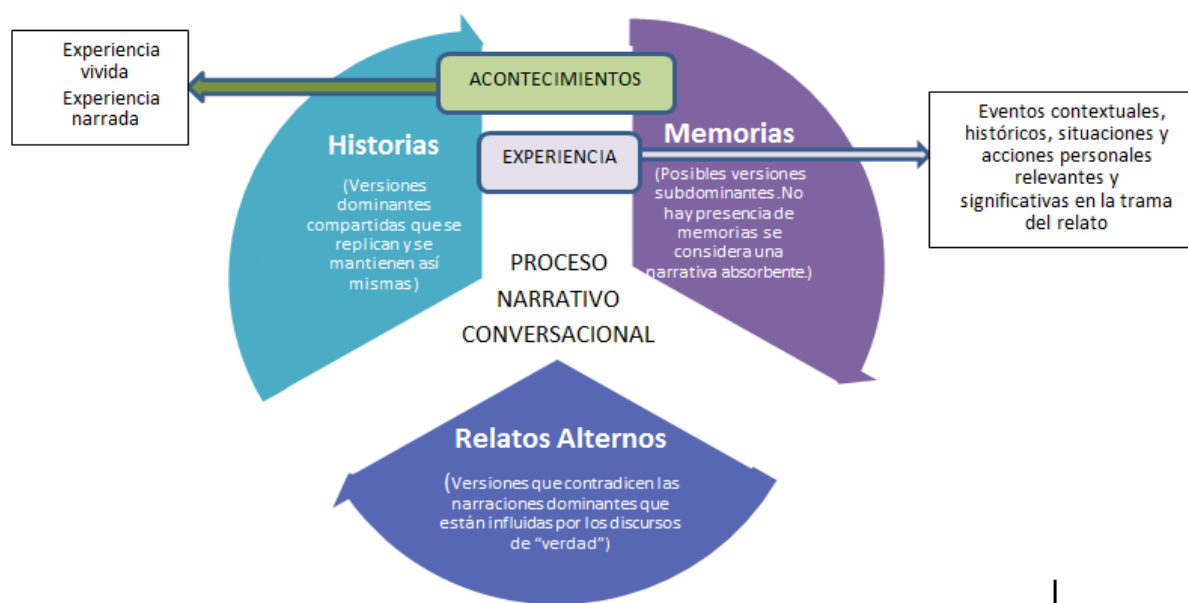 Experiencia
vivida
Experiencia
narrada
ACONTECIMIENTOS
EXPERIENCIA
Historias
(Versiones
dominantes
compartidas que se
replican y se
mantienen así
mismas)
Memorias
(Posibles versiones
subdominantes .No
hay presencia de
memorias se
considera una
narrativa absorbente.)
Eventos contextuales,
históricos, situaciones y
acciones personales
relevantes y
significativas en la trama
del relato
PROCESO
NARRATIVO
CONVERSACIONAL
Relatos Alternos
(Versiones que contradicen las
narraciones dominantes que
están influidas por los discursos
de “verdad”)